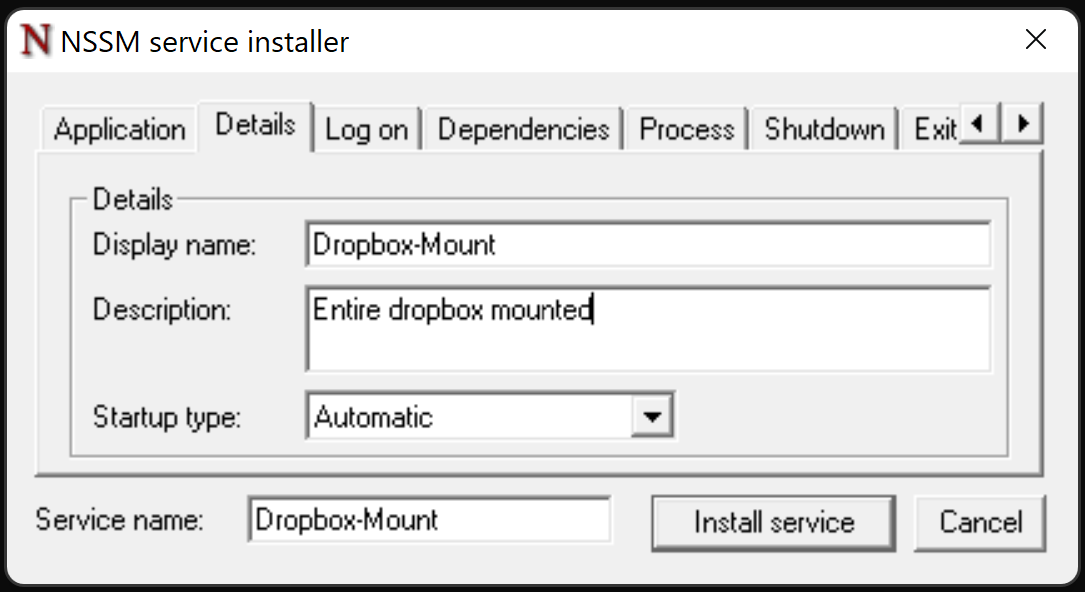 NSSM service installer
Application Details Log on Dependencies Process Shutdown Exit
Details
Display name: Dropbox-Mount
Description: Entire dropbox mounted
Startup type: Automatic
Service name: Dropbox-Mount Install service Cancel